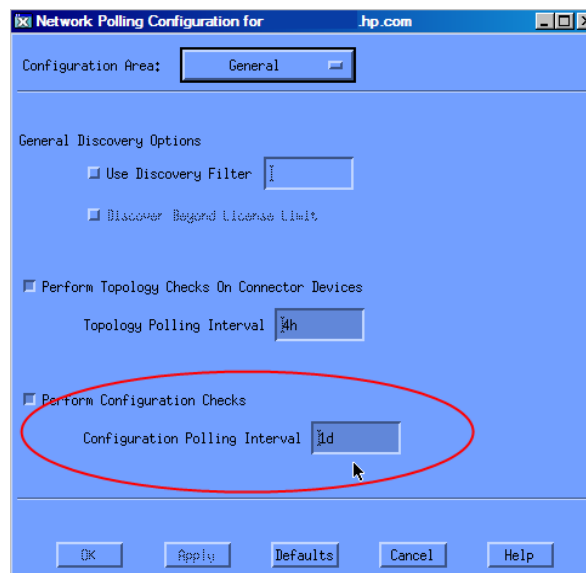 Network Polling Configuration for .hp.com
Configuration Area: General
General Discovery Options
Use Discovery Filter
Discover Beyond License Limit
Perform Topology Checks On Connector Devices
Topology Polling Interval 4h
Perform Configuration Checks
Configuration Polling Interval 1d
OK Apply Defaults Cancel Help